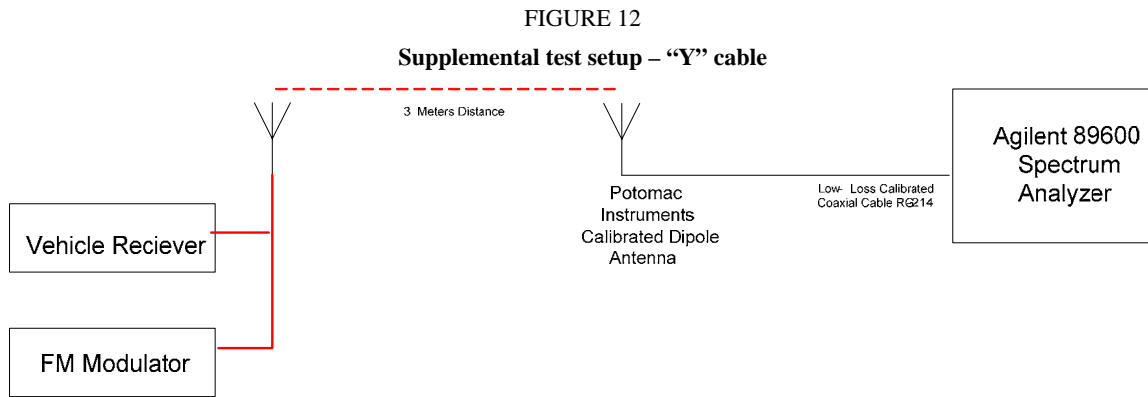 FIGURE 12
Supplemental test setup – “Y” cable
3 Meters Distance
Agilent 89600
Spectrum
Analyzer
Potomac
Instruments
Calibrated Dipole
Antenna
Low- Loss Calibrated
Coaxial Cable RG214
Vehicle Reciever
FM Modulator